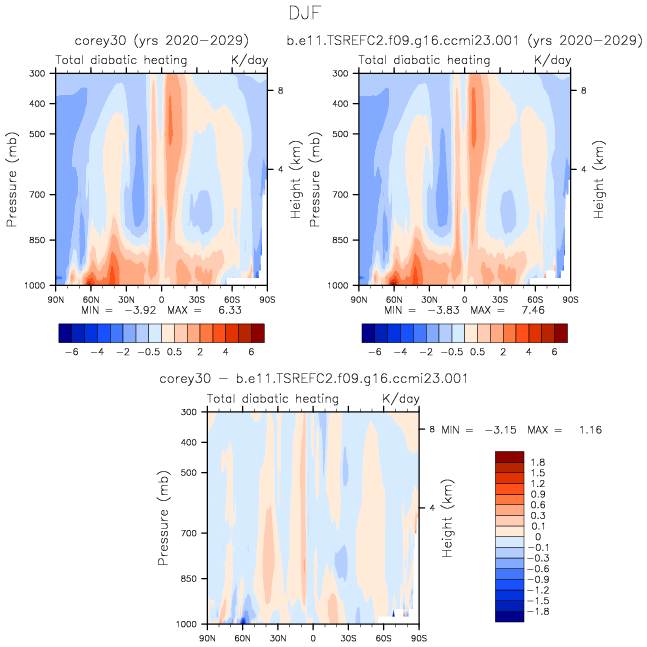 DJF
corey30 (yrs 2020-2029)
b.e11.TSREFC2.f09.g16.ccmi23.001 (yrs 2020-2029)
Total diabatic heating K/day
Total diabatic heating K/day
300
400
500
700
850
1000
Pressure (mb)
8
4
Height (km)
90N 60N 30N 0 30S 60S 90S
MIN = -3.92 MAX = 6.33
-6 -4 -2 -0.5 0.5 2 4 6
300
400
500
700
850
1000
Pressure (mb)
8
4
Height (km)
90N 60N 30N 0 30S 60S 90S
MIN = -3.83 MAX = 7.46
-6 -4 -2 -0.5 0.5 2 4 6
corey30 - b.e11.TSREFC2.f09.g16.ccmi23.001
Total diabatic heating K/day
300
400
500
700
850
1000
Pressure (mb)
8
4
Height (km)
90N 60N 30N 0 30S 60S 90S
MIN = -3.15 MAX = 1.16
1.8
1.5
1.2
0.9
0.6
0.3
0.1
0
-0.1
-0.3
-0.6
-0.9
-1.2
-1.5
-1.8